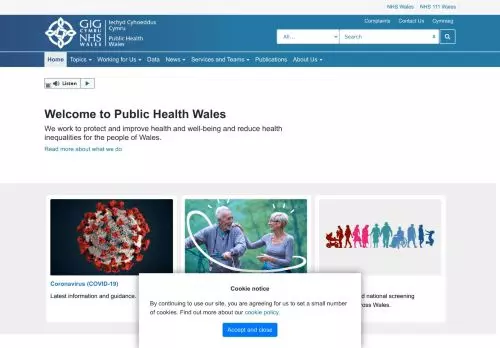 NHS Wales NHS 111 Wales
Complaints Contact Us Cymraeg
GIG
CYMRU
NHS
WALES
Iechyd Cyhoeddus
Cymru
Public Health
Wales
All... Search
Home Topics Working for Us Data News Services and Teams Publications About Us
Listen
Welcome to Public Health Wales
We work to protect and improve health and well-being and reduce health
inequalities for the people of Wales.
Read more about what we do
Coronavirus (COVID-19)
Latest information and guidance.
d national screening
oss Wales.
Cookie notice
By continuing to use our site, you are agreeing for us to set a small number
of cookies. Find out more about our cookie policy
Accept and close